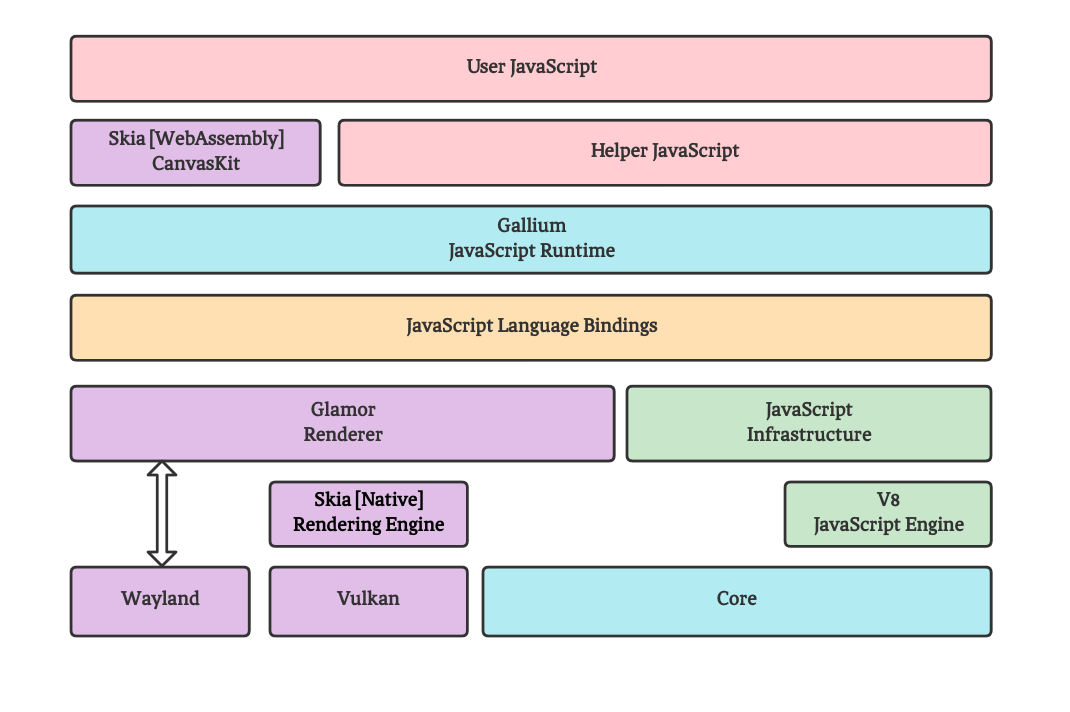 User JavaScript
Skia [WebAssembly]
CanvasKit
Helper JavaScript
Gallium
JavaScript Runtime
JavaScript Language Bindings
Glamor
Renderer
JavaScript
Infrastructure
Skia [Native]
Rendering Engine
V8
JavaScript Engine
Wayland
Vulkan
Core